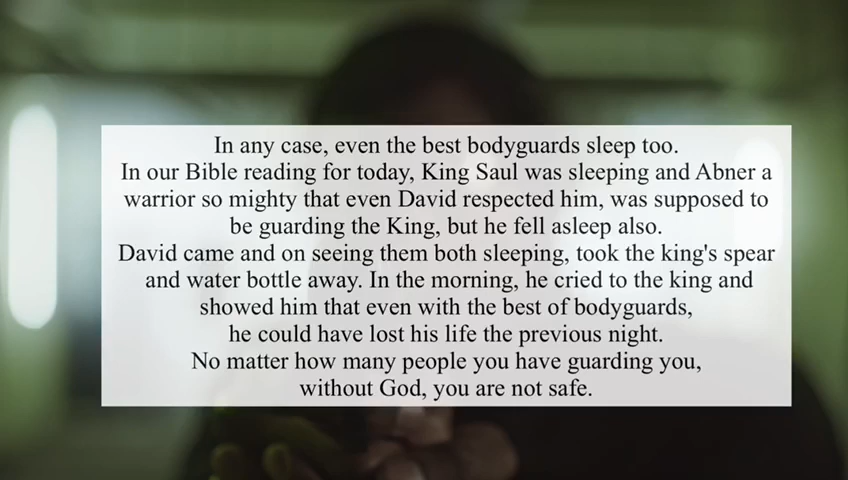 In any case, even the best bodyguards sleep too.
In our Bible reading for today, King Saul was sleeping and Abner a
warrior so mighty that even David respected him, was supposed to
be guarding the King, but he fell asleep also.
David came and on seeing them both sleeping, took the king's spear
and water bottle away. In the morning, he cried to the king and
showed him that even with the best of bodyguards,
he could have lost his life the previous night.
No matter how many people you have guarding you,
without God, you are not safe.